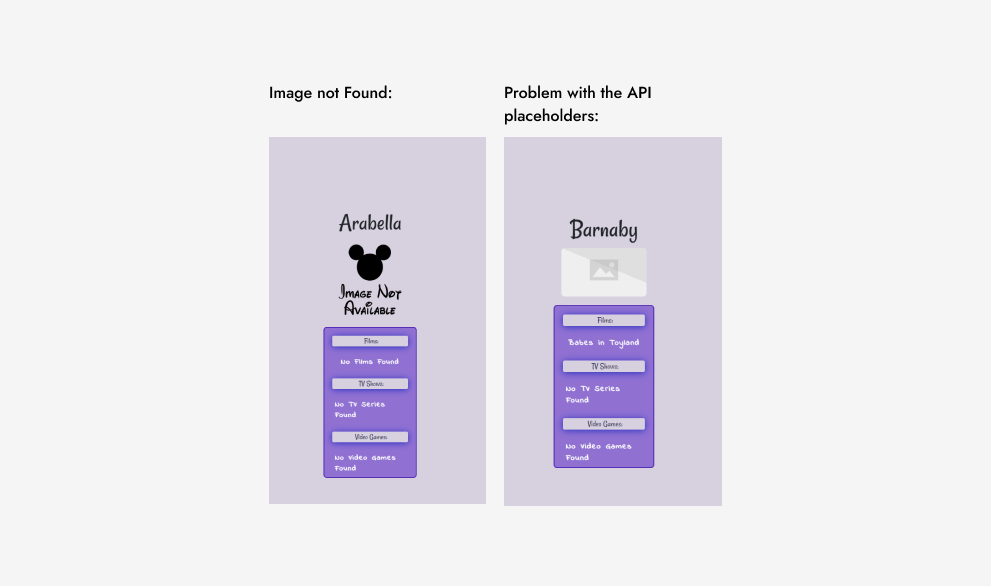 Image not Found:
Problem with the API
placeholders:
Arabella
Image Not
Available
Films:
No Films Found
TV Shows:
No TV Series
Found
Video Games:
No Video Games
Found
Barnaby
Films:
Babes in Toyland
TV Shows:
No TV Series
Found
Video Games:
No Video Games
Found